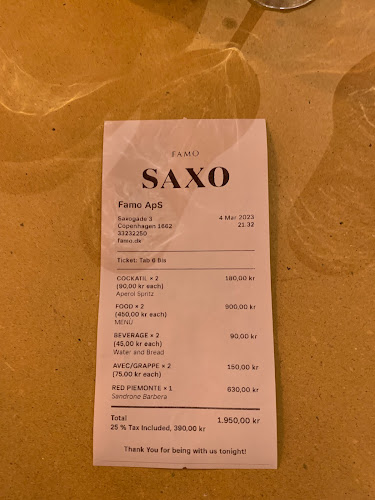 FAMO
SAXO
Famo ApS
Saxogade 3 4 Mar 2023
Copenhagen 1662 21.32
33232250
famo.dk
Ticket: Tab 6 Bis
COCKATIL × 2 180,00 kr
(90,00 kr each)
Aperol Spritz
FOOD × 2 900,00 kr
(450,00 kr each)
MENU
BEVERAGE × 2 90,00 kr
(45,00 kr each)
Water and Bread
AVEC/GRAPPE × 2 150,00 kr
(75,00 kr each)
RED PIEMONTE × 1 630,00 kr
Sandrone Barbera
Total 1.950,00 kr
25 % Tax Included, 390,00 kr
Thank You for being with us tonight!